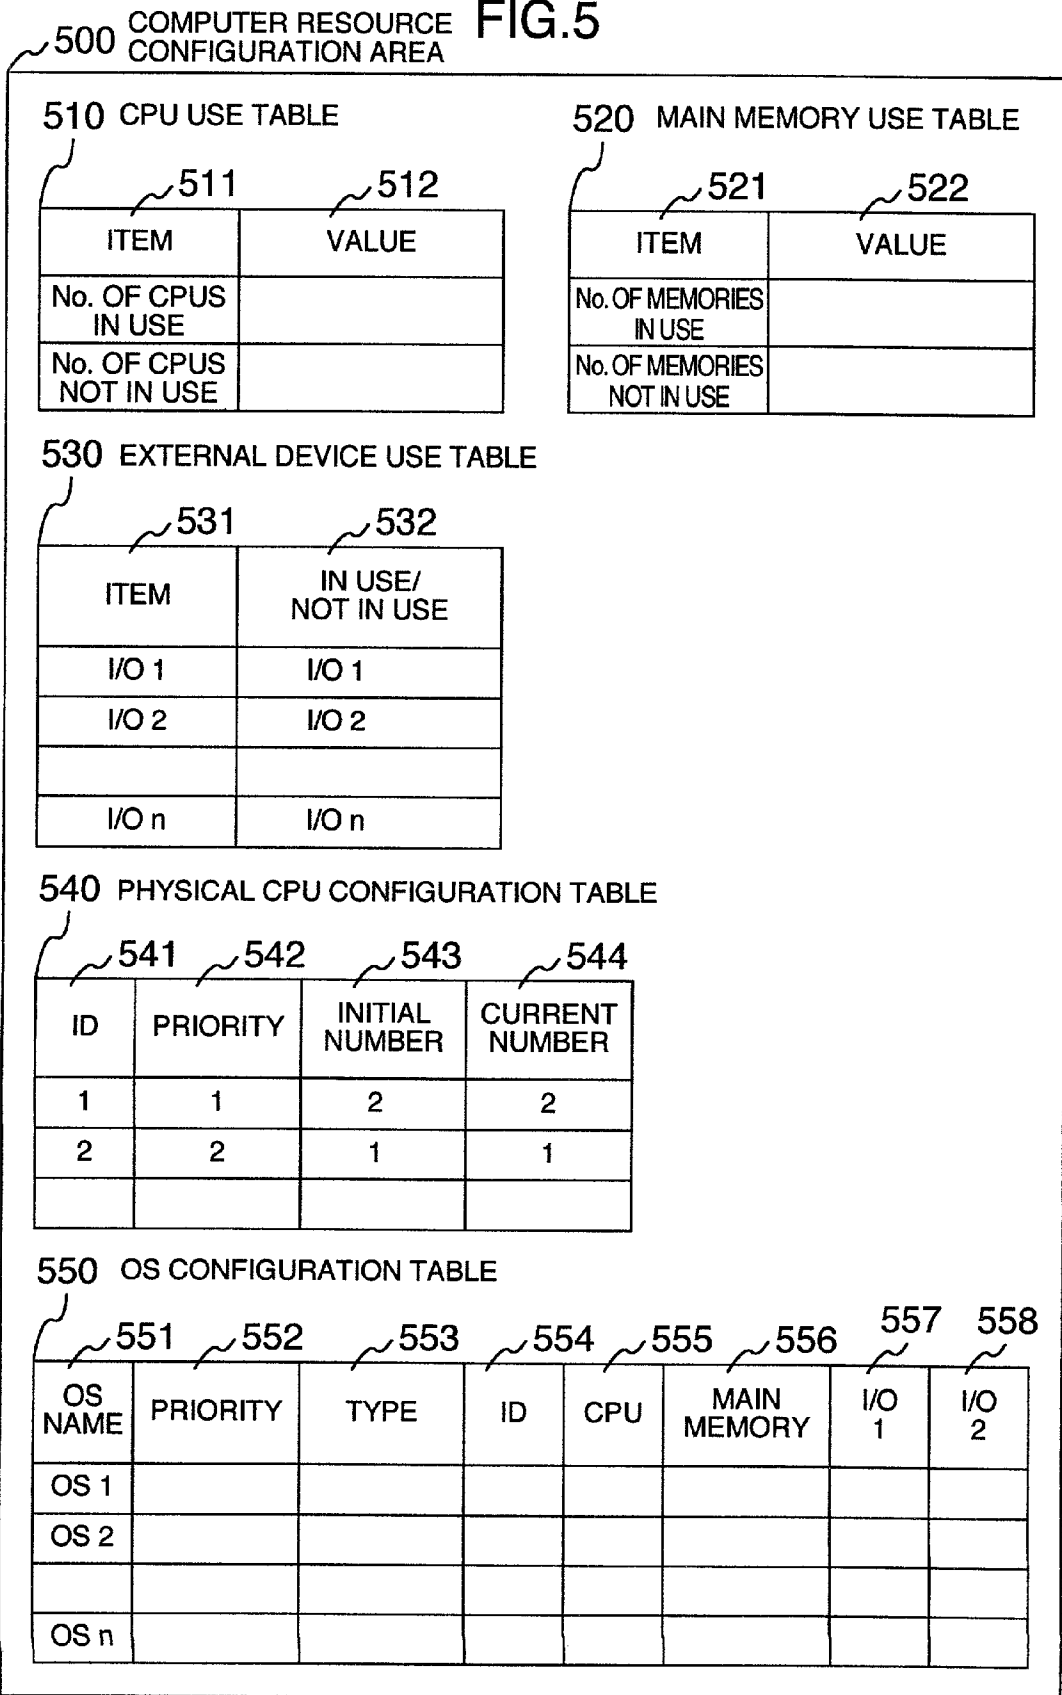 FIG.5
500 COMPUTER RESOURCE
CONFIGURATION AREA
510 CPU USE TABLE
511 512
ITEM VALUE
No. OF CPUS
IN USE
No. OF CPUS
NOT IN USE
520 MAIN MEMORY USE TABLE
521 522
ITEM VALUE
No. OF MEMORIES
IN USE
No. OF MEMORIES
NOT IN USE
530 EXTERNAL DEVICE USE TABLE
531 532
ITEM IN USE/
NOT IN USE
I/O 1 I/O 1
I/O 2 I/O 2
I/O n I/O n
540 PHYSICAL CPU CONFIGURATION TABLE
541 542 543 544
ID PRIORITY INITIAL
NUMBER CURRENT
NUMBER
1 1 2 2
2 2 1 1
550 OS CONFIGURATION TABLE
551 552 553 554 555 556 557 558
OS
NAME PRIORITY TYPE ID CPU MAIN
MEMORY I/O
1 I/O
2
OS 1
OS 2
OS n